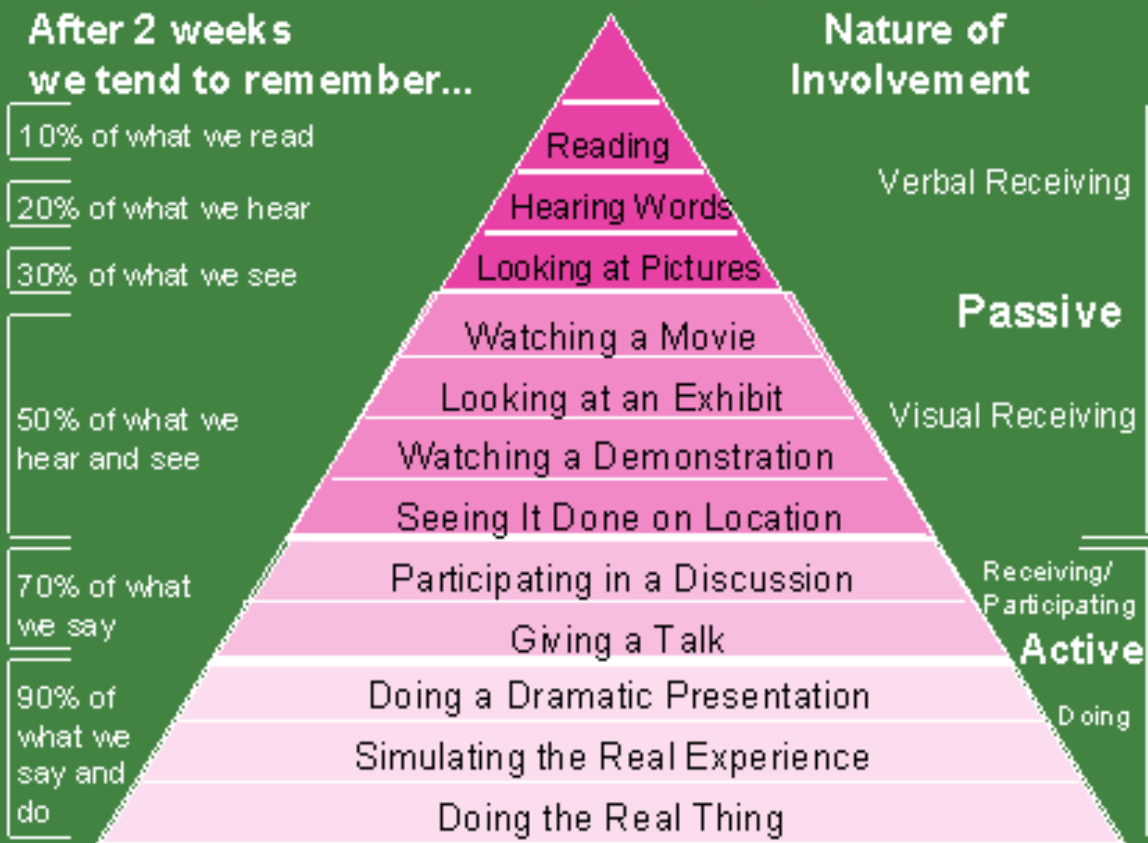 After 2 weeks
we tend to remember...
10% of what we read
20% of what we hear
30% of what we see
50% of what we
hear and see
70% of what
we say
90% of
what we
say and
do
Reading
Hearing Words
Looking at Pictures
Watching a Movie
Looking at an Exhibit
Watching a Demonstration
Seeing It Done on Location
Participating in a Discussion
Giving a Talk
Doing a Dramatic Presentation
Simulating the Real Experience
Doing the Real Thing
Nature of
Involvement
Verbal Receiving
Passive
Visual Receiving
Receiving/
Participating
Active
Doing